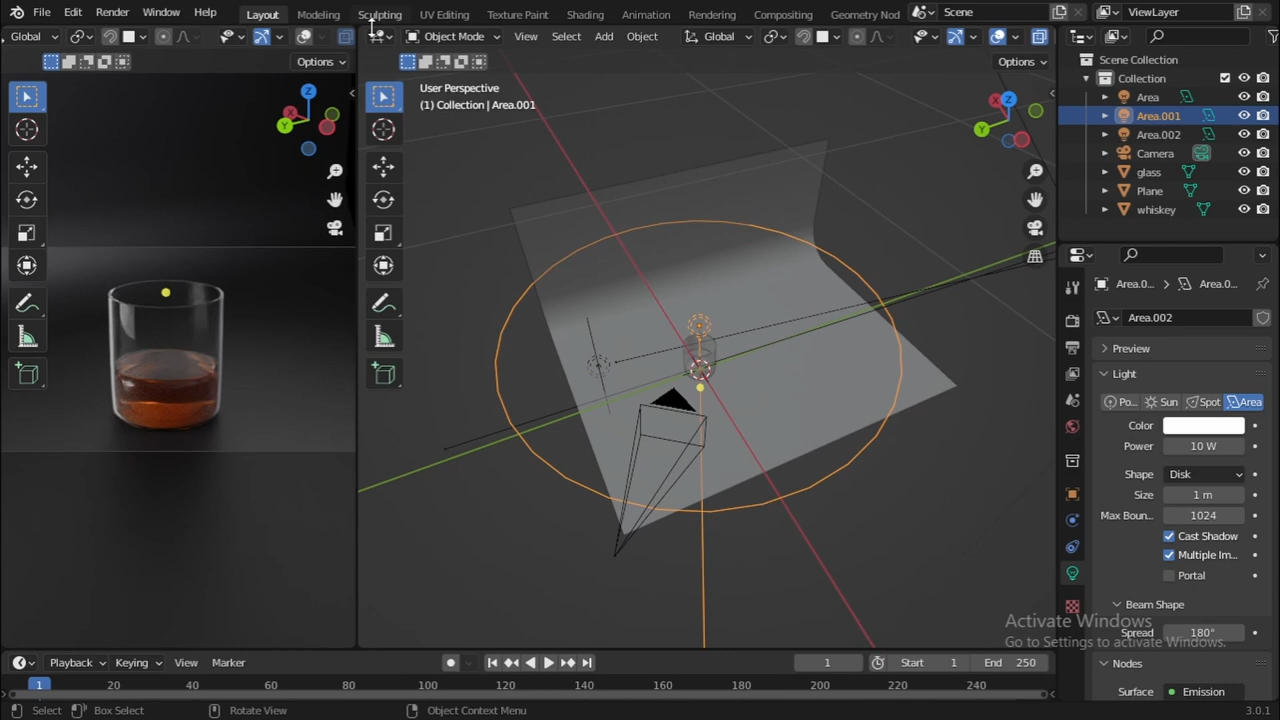 File Edit Render Window Help Layout Modeling Sculpting UV Editing Texture Paint Shading Animation Rendering Compositing Geometry Nod Scene ViewLayer
Global Object Mode View Select Add Object Global
Options Options
User Perspective
(1) Collection | Area.001
X Y Z
X Y Z
Scene Collection
Collection
Area
Area.001
Area.002
Camera
glass
Plane
whiskey
Area.0... Area.0...
Area.002
Preview
Light
Po... Sun Spot Area
Color
Power 10 W
Shape Disk
Size 1 m
Max Boun... 1024
Cast Shadow
Multiple Im...
Portal
Beam Shape
Spread 180°
Nodes
Surface Emission
Activate Windows
Go to Settings to activate Windows.
Playback Keying View Marker 1 Start 1 End 250
1 20 40 60 80 100 120 140 160 180 200 220 240
Select Box Select Rotate View Object Context Menu 3.0.1